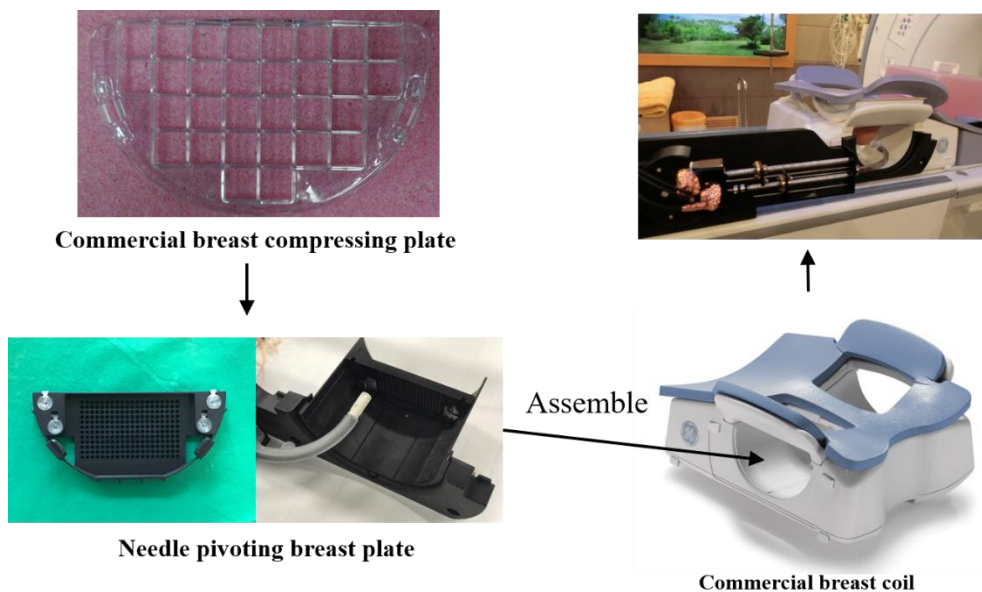 Commercial breast compressing plate
Assemble
Needle pivoting breast plate
Commercial breast coil